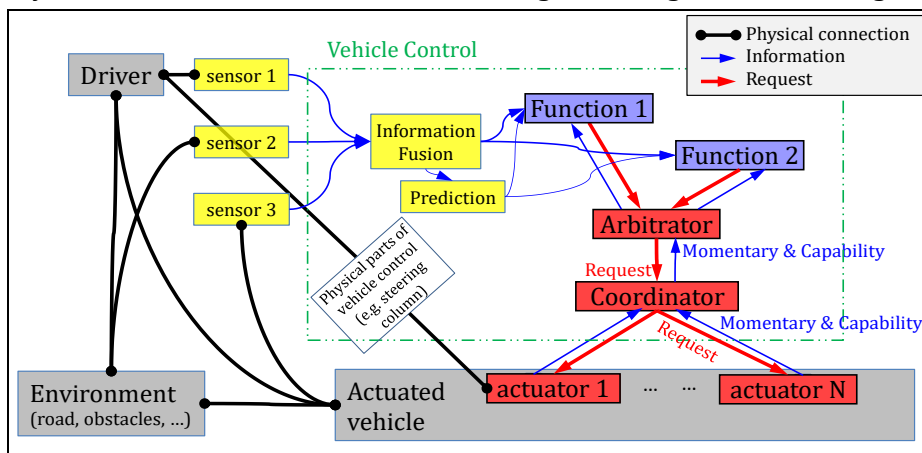 Vehicle Control
Physical connection
Information
Request
Driver
sensor 1
sensor 2
sensor 3
Information
Fusion
Prediction
Function 1
Function 2
Arbitrator
Momentary & Capability
Request
Coordinator
Momentary & Capability
Request
Physical parts of
vehicle control
(e.g. steering
column)
Environment
(road, obstacles, ...)
Actuated
vehicle
actuator 1
... ...
actuator N